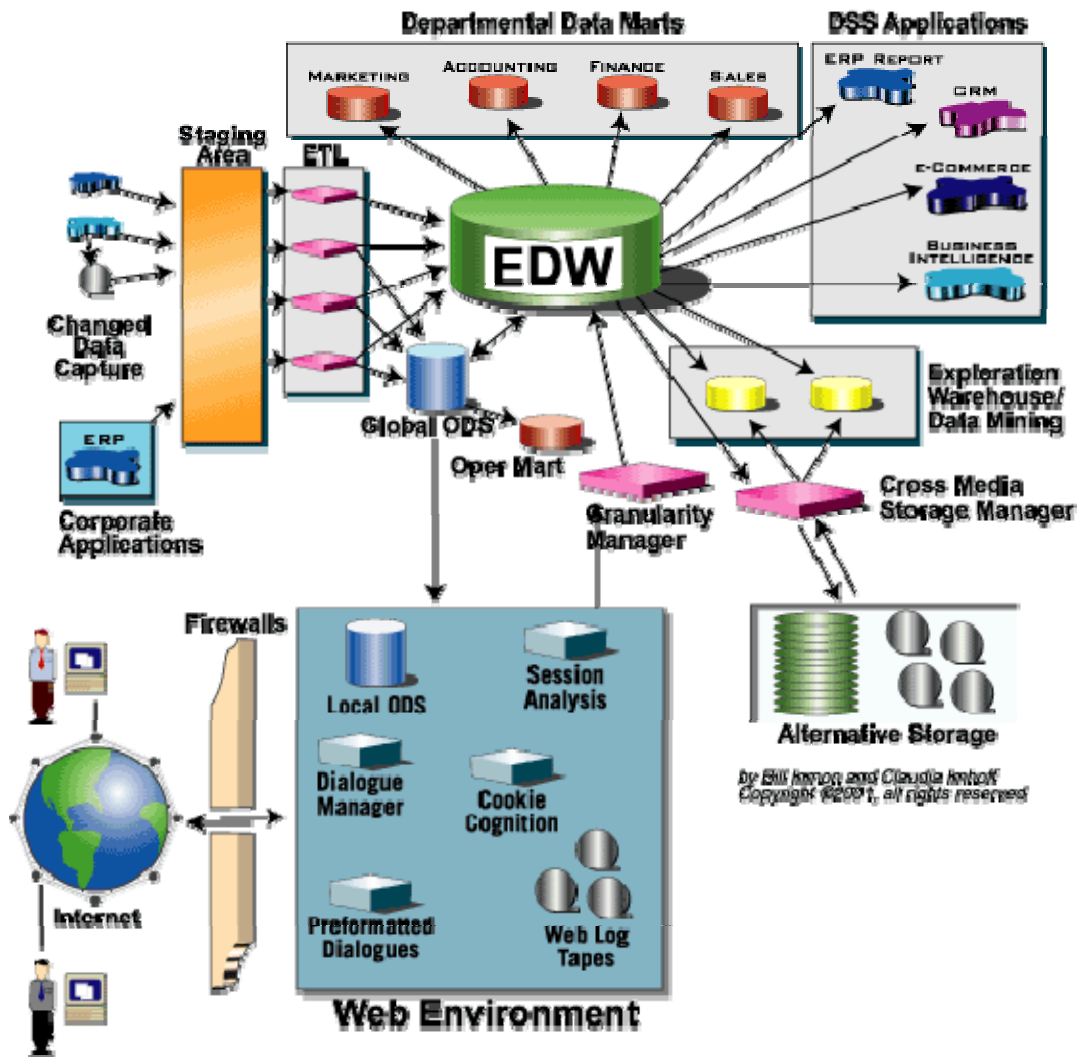 Departmental Data Marts
DSS Applications
MARKETING
ACCOUNTING
FINANCE
SALES
ERP REPORT
CRM
E-COMMERCE
BUSINESS
INTELLIGENCE
Staging
Area
ETL
EDW
Changed
Data
Capture
ERP
Corporate
Applications
Global ODS
Oper Mart
Granularity
Manager
Exploration
Warehouse/
Data Mining
Cross Media
Storage Manager
Alternative Storage
by Bill Inmon and Claudia Imhoff
Copyright ©2001, all rights reserved
Firewalls
Internet
Local ODS
Session
Analysis
Dialogue
Manager
Cookie
Cognition
Preformatted
Dialogues
Web Log
Tapes
Web Environment